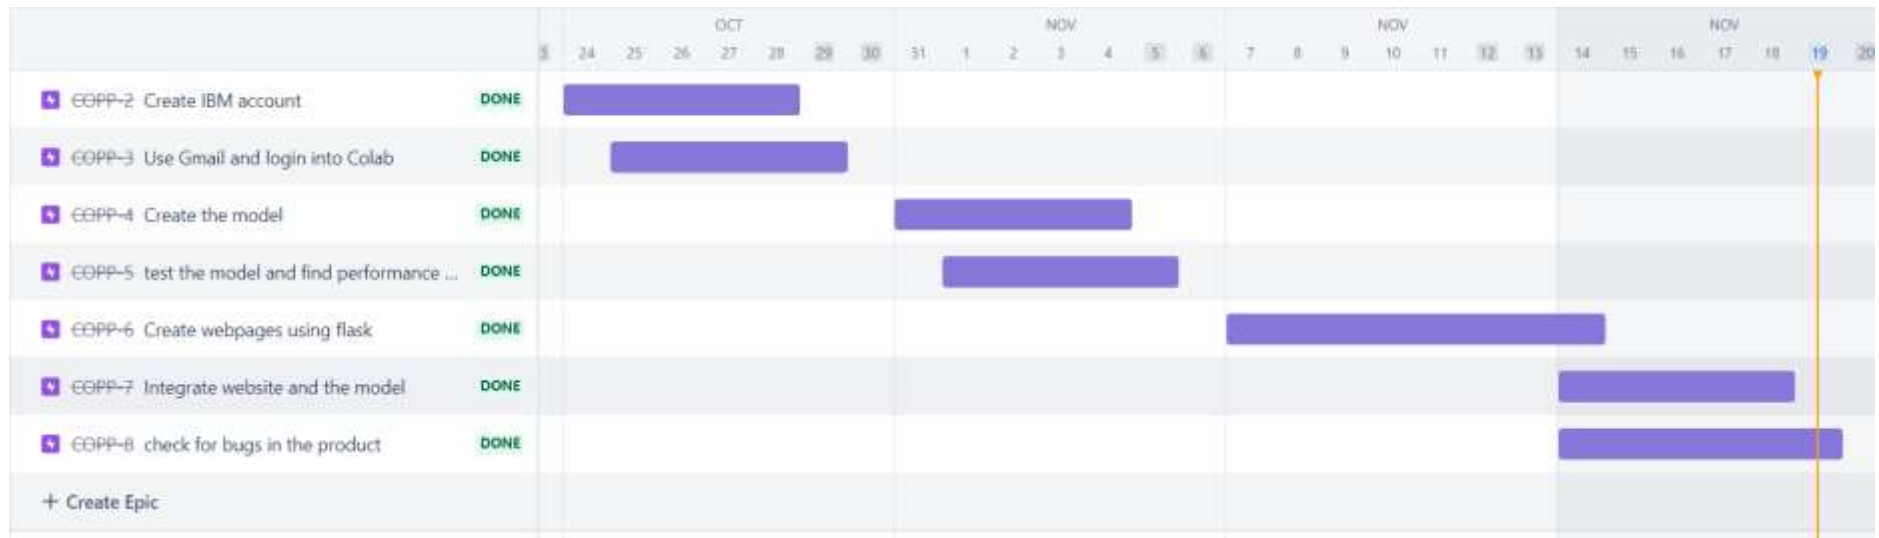 OCT NOV NOV NOV
24 25 26 27 28 29 30 31 1 2 3 4 5 6 7 8 9 10 11 12 13 14 15 16 17 18 19 20
COPP-2 Create IBM account DONE
COPP-3 Use Gmail and login into Colab DONE
COPP-4 Create the model DONE
COPP-5 test the model and find performance ... DONE
COPP-6 Create webpages using flask DONE
COPP-7 Integrate website and the model DONE
COPP-8 check for bugs in the product DONE
+ Create Epic